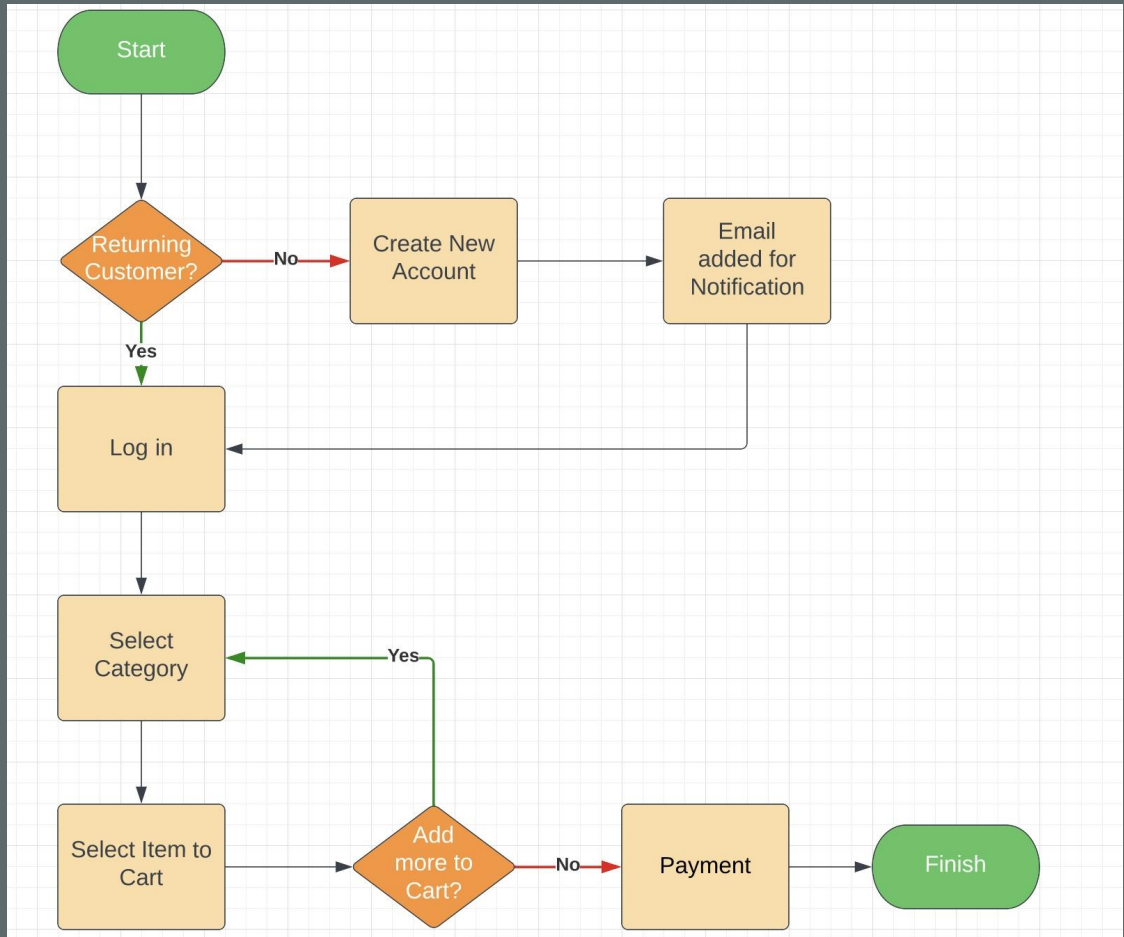 Start
Returning
Customer?
No
Create New
Account
Email
added for
Notification
Yes
Log in
Select
Category
Yes
Select Item to
Cart
Add
more to
Cart?
No
Payment
Finish